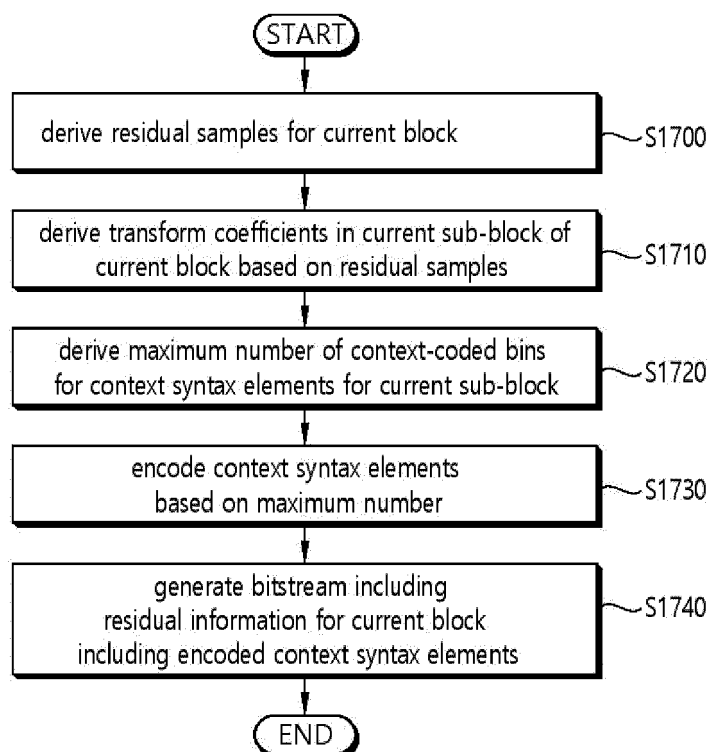 START
derive residual samples for current block
S1700
derive transform coefficients in current sub-block of
current block based on residual samples
S1710
derive maximum number of context-coded bins
for context syntax elements for current sub-block
S1720
encode context syntax elements
based on maximum number
S1730
generate bitstream including
residual information for current block
including encoded context syntax elements
S1740
END